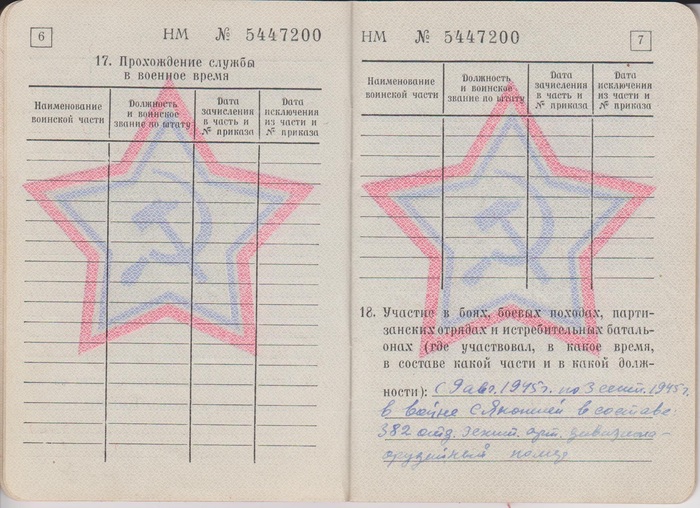 6
НМ № 5447200
17. Прохождение службы
в военное время
Наименование воинской части
Должность и воинское звание по штату
Дата зачисления в часть и № приказа
Дата исключения из части и № приказа
НМ № 5447200
7
Наименование воинской части
Должность и воинское звание по штату
Дата зачисления в часть и № приказа
Дата исключения из части и № приказа
18. Участие в боях, боевых походах, парти-
занских отрядах и истребительных баталь-
онах (где участвовал, в какое время,
в составе какой части и в какой долж-
ности): С 9 авг. 1945г. по 3 сент. 1945г.
в войне с Японией в составе:
382 отд. зенит. арт. дивизиона-
орудийный номер